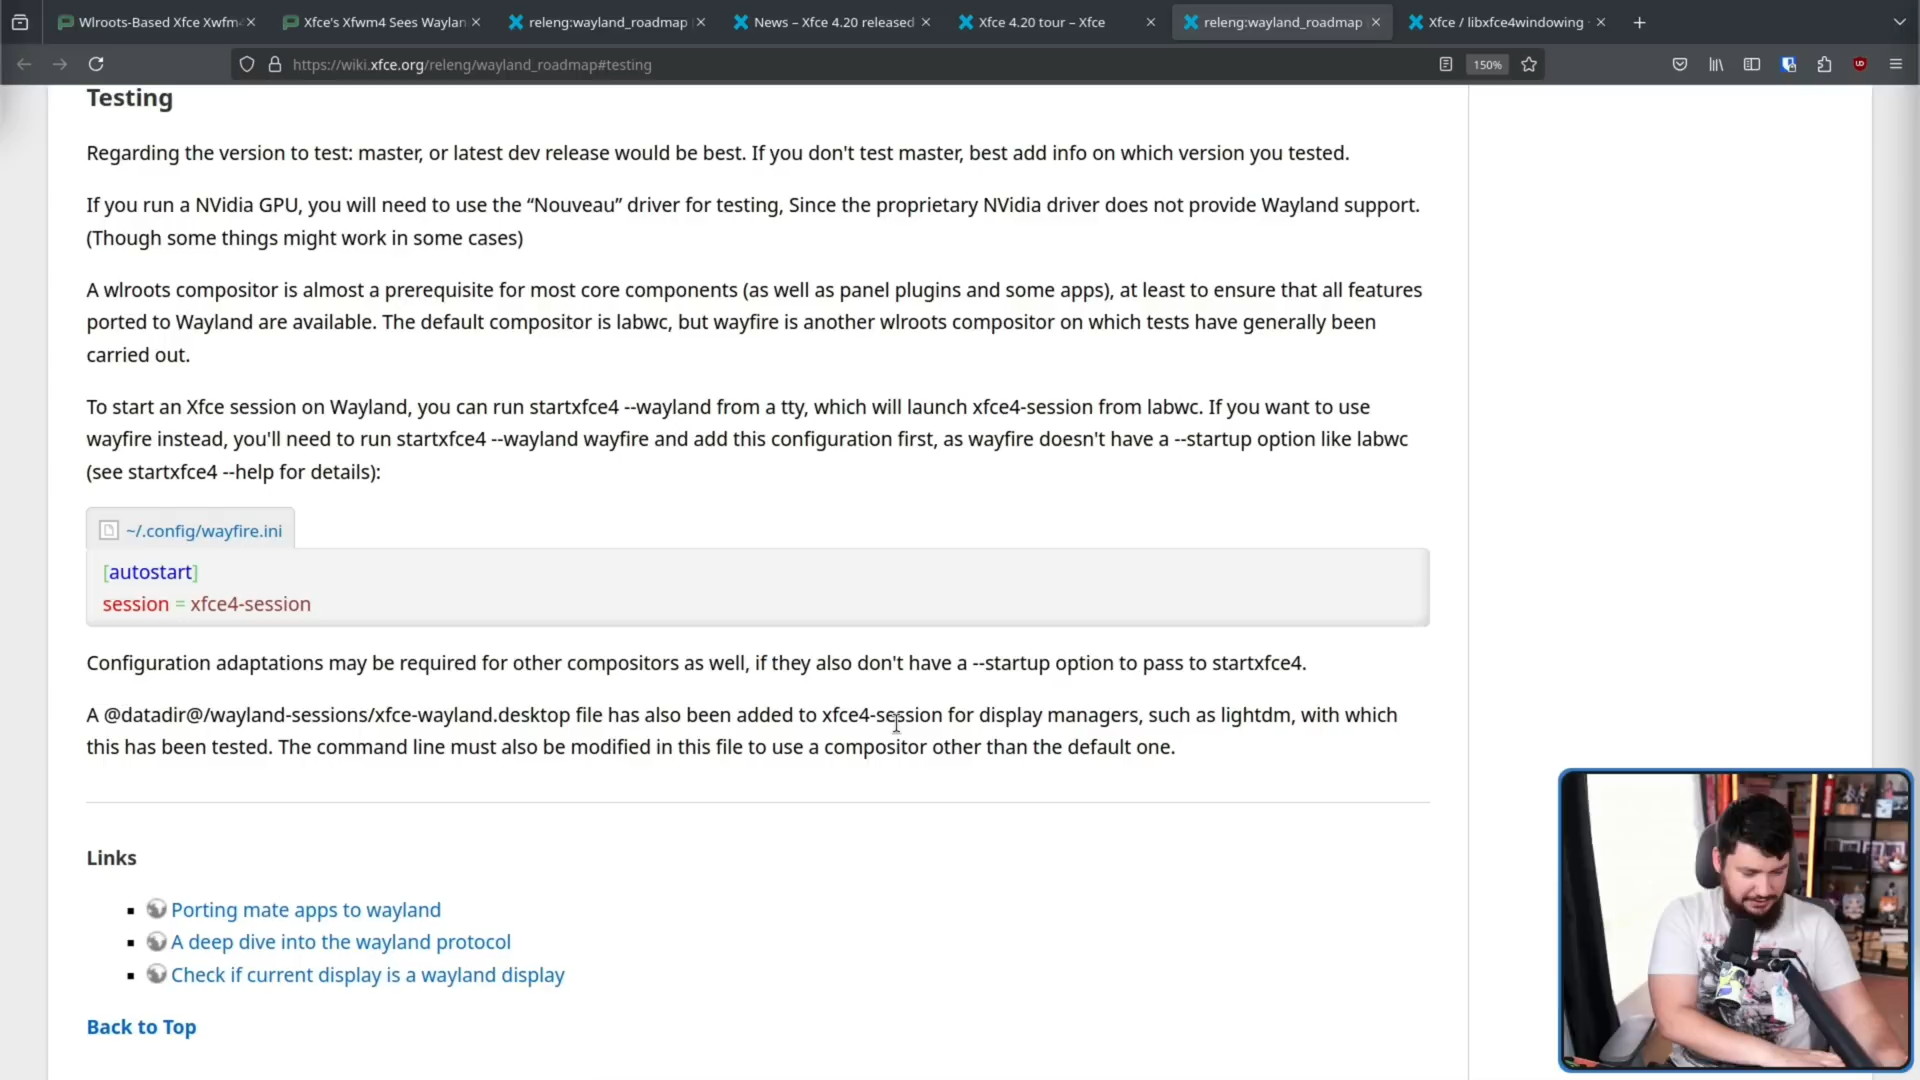 Wlroots-Based Xfce Xwfm4
Xfce's Xfwm4 Sees Waylan
releng:wayland_roadmap
News – Xfce 4.20 released
Xfce 4.20 tour – Xfce
releng:wayland_roadmap
Xfce / libxfce4windowing
https://wiki.xfce.org/releng/wayland_roadmap#testing
150%
Testing
Regarding the version to test: master, or latest dev release would be best. If you don't test master, best add info on which version you tested.
If you run a NVidia GPU, you will need to use the “Nouveau” driver for testing, Since the proprietary NVidia driver does not provide Wayland support.
(Though some things might work in some cases)
A wlroots compositor is almost a prerequisite for most core components (as well as panel plugins and some apps), at least to ensure that all features
ported to Wayland are available. The default compositor is labwc, but wayfire is another wlroots compositor on which tests have generally been
carried out.
To start an Xfce session on Wayland, you can run startxfce4 --wayland from a tty, which will launch xfce4-session from labwc. If you want to use
wayfire instead, you'll need to run startxfce4 --wayland wayfire and add this configuration first, as wayfire doesn't have a --startup option like labwc
(see startxfce4 --help for details):
~/.config/wayfire.ini
[autostart]
session = xfce4-session
Configuration adaptations may be required for other compositors as well, if they also don't have a --startup option to pass to startxfce4.
A @datadir@/wayland-sessions/xfce-wayland.desktop file has also been added to xfce4-session for display managers, such as lightdm, with which
this has been tested. The command line must also be modified in this file to use a compositor other than the default one.
Links
Porting mate apps to wayland
A deep dive into the wayland protocol
Check if current display is a wayland display
Back to Top